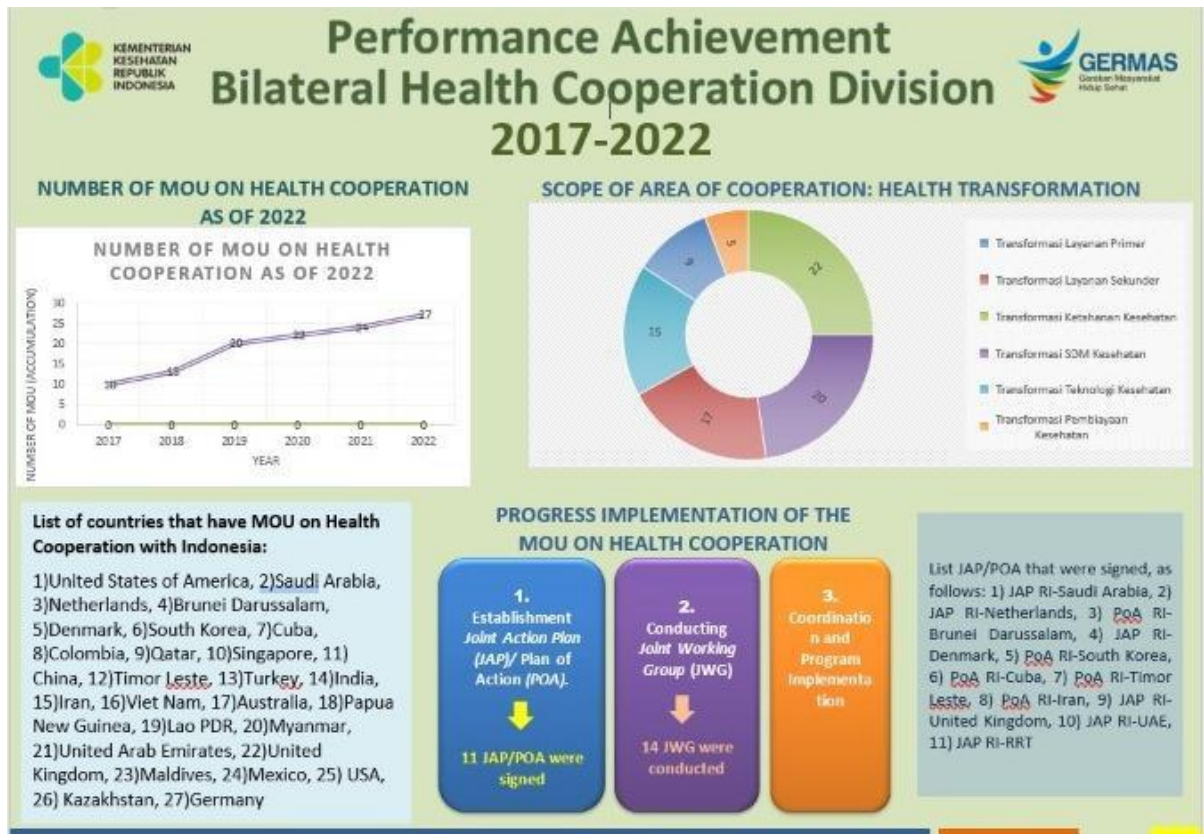 KEMENTERIAN
KESEHATAN
REPUBLIK
INDONESIA
Performance Achievement
Bilateral Health Cooperation Division
2017-2022
GERMAS
Gerakan Masyarakat
Hidup Sehat
NUMBER OF MOU ON HEALTH COOPERATION
AS OF 2022
NUMBER OF MOU ON HEALTH
COOPERATION AS OF 2022
NUMBER OF MOU (ACCUMULATION)
30
25
20
15
10
5
0
10
13
20
22
24
27
0
0
0
0
0
0
2017
2018
2019
2020
2021
2022
YEAR
SCOPE OF AREA OF COOPERATION: HEALTH TRANSFORMATION
5
9
22
15
17
20
Transformasi Layanan Primer
Transformasi Layanan Sekunder
Transformasi Ketahanan Kesehatan
Transformasi SDM Kesehatan
Transformasi Teknologi Kesehatan
Transformasi Pembiayaan
Kesehatan
List of countries that have MOU on Health
Cooperation with Indonesia:
1)United States of America, 2)Saudi Arabia,
3)Netherlands, 4)Brunei Darussalam,
5)Denmark, 6)South Korea, 7)Cuba,
8)Colombia, 9)Qatar, 10)Singapore, 11)
China, 12)Timor Leste, 13)Turkey, 14)India,
15)Iran, 16)Viet Nam, 17)Australia, 18)Papua
New Guinea, 19)Lao PDR, 20)Myanmar,
21)United Arab Emirates, 22)United
Kingdom, 23)Maldives, 24)Mexico, 25) USA,
26) Kazakhstan, 27)Germany
PROGRESS IMPLEMENTATION OF THE
MOU ON HEALTH COOPERATION
1.
Establishment
Joint Action Plan
(JAP)/ Plan of
Action (POA).
11 JAP/POA were
signed
2.
Conducting
Joint Working
Group (JWG)
14 JWG were
conducted
3.
Coordinatio
n and
Program
Implementa
tion
List JAP/POA that were signed, as
follows: 1) JAP RI-Saudi Arabia, 2)
JAP RI-Netherlands, 3) PoA RI-
Brunei Darussalam, 4) JAP RI-
Denmark, 5) PoA RI-South Korea,
6) PoA RI-Cuba, 7) PoA RI-Timor
Leste, 8) PoA RI-Iran, 9) JAP RI-
United Kingdom, 10) JAP RI-UAE,
11) JAP RI-RRT